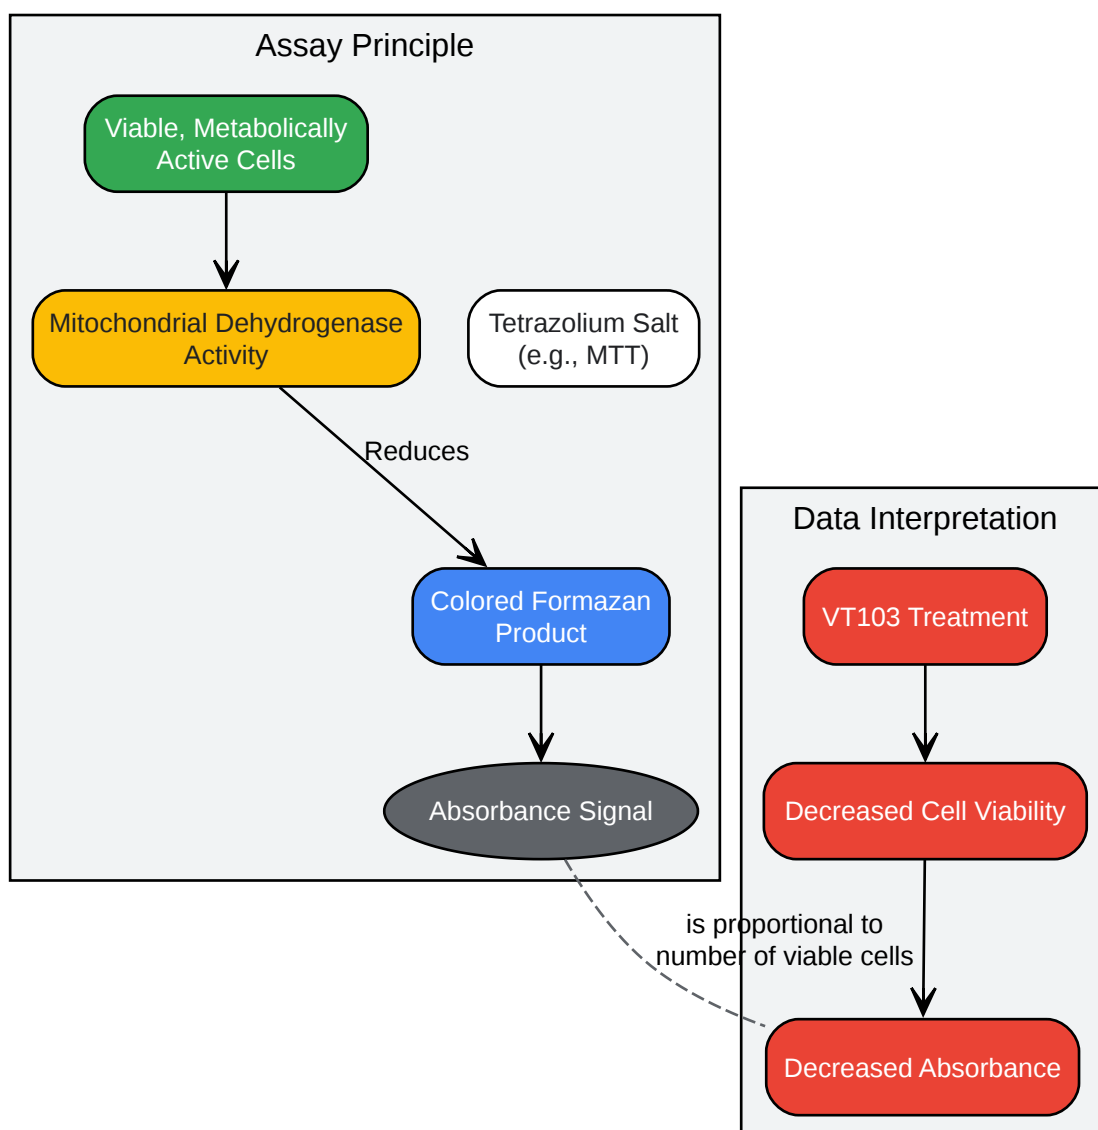 Assay Principle
Viable, Metabolically
Active Cells
Mitochondrial Dehydrogenase
Activity
Tetrazolium Salt
(e.g., MTT)
Reduces
Colored Formazan
Product
Absorbance Signal
Data Interpretation
VT103 Treatment
Decreased Cell Viability
is proportional to
number of viable cells
Decreased Absorbance